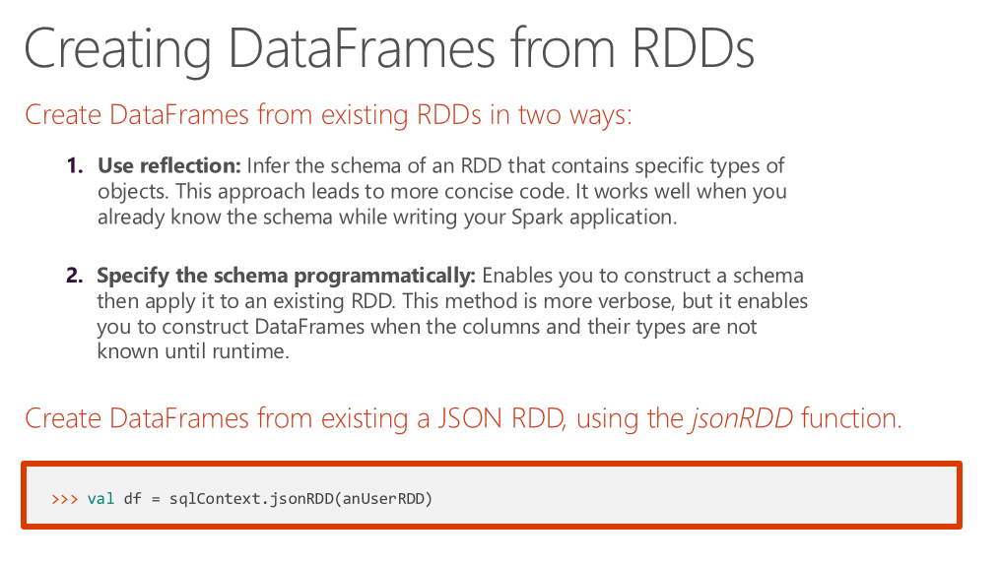 Creating DataFrames from RDDs
Create DataFrames from existing RDDs in two ways:
1. Use reflection: Infer the schema of an RDD that contains specific types of
objects. This approach leads to more concise code. It works well when you
already know the schema while writing your Spark application.
2. Specify the schema programmatically: Enables you to construct a schema
then apply it to an existing RDD. This method is more verbose, but it enables
you to construct DataFrames when the columns and their types are not
known until runtime.
Create DataFrames from existing a JSON RDD, using the jsonRDD function.
>>> val df = sqlContext.jsonRDD(anUserRDD)